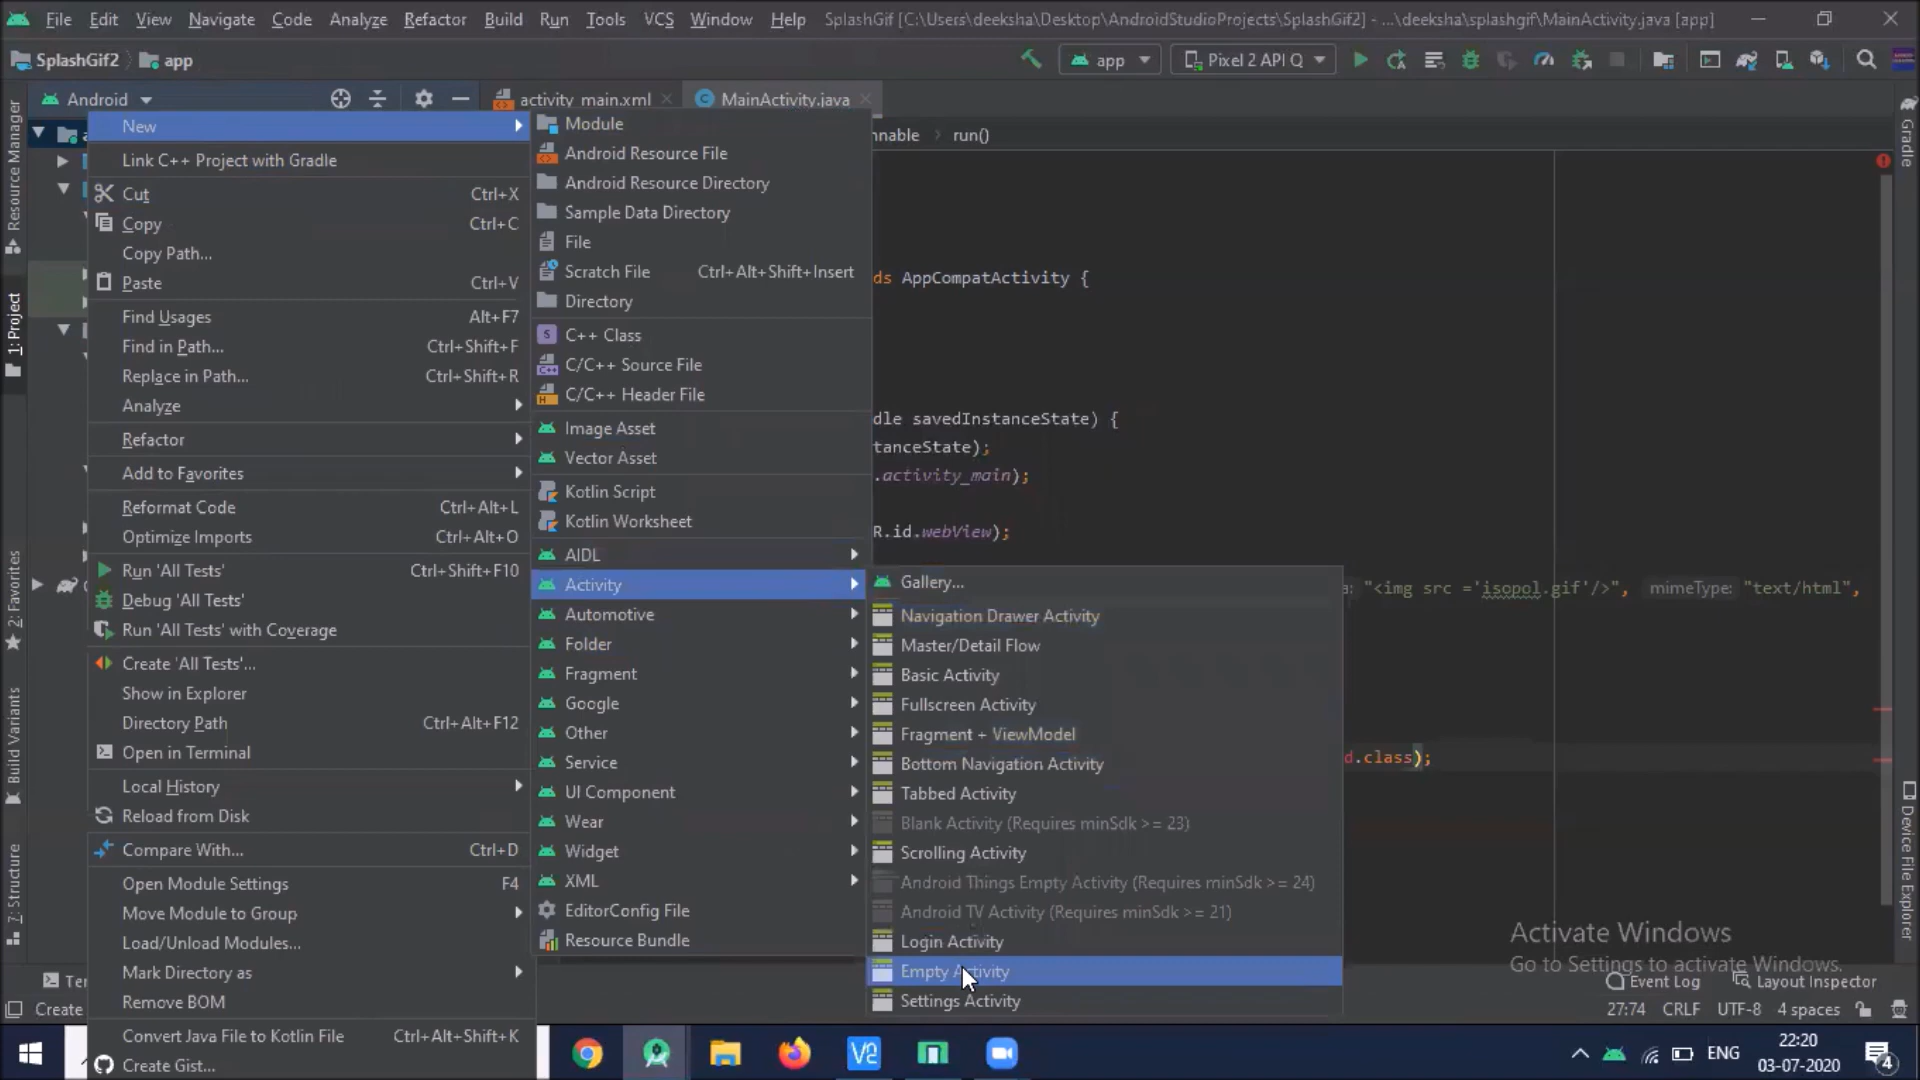 File Edit View Navigate Code Analyze Refactor Build Run Tools VCS Window Help SplashGif [C:\Users\deeksha\Desktop\AndroidStudioProjects\SplashGif2] - ...\deeksha\splashgif\MainActivity.java [app]
SplashGif2 app
app Pixel 2 API Q
Android activity_main.xml MainActivity.java
nnable run()
New
Link C++ Project with Gradle
Cut Ctrl+X
Copy Ctrl+C
Copy Path...
Paste Ctrl+V
Find Usages Alt+F7
Find in Path... Ctrl+Shift+F
Replace in Path... Ctrl+Shift+R
Analyze
Refactor
Add to Favorites
Reformat Code Ctrl+Alt+L
Optimize Imports Ctrl+Alt+O
Run 'All Tests' Ctrl+Shift+F10
Debug 'All Tests'
Run 'All Tests' with Coverage
Create 'All Tests'...
Show in Explorer
Directory Path Ctrl+Alt+F12
Open in Terminal
Local History
Reload from Disk
Compare With... Ctrl+D
Open Module Settings F4
Move Module to Group
Load/Unload Modules...
Mark Directory as
Remove BOM
Convert Java File to Kotlin File Ctrl+Alt+Shift+K
Create Gist...
Module
Android Resource File
Android Resource Directory
Sample Data Directory
File
Scratch File Ctrl+Alt+Shift+Insert
Directory
C++ Class
C/C++ Source File
C/C++ Header File
Image Asset
Vector Asset
Kotlin Script
Kotlin Worksheet
AIDL
Activity
Automotive
Folder
Fragment
Google
Other
Service
UI Component
Wear
Widget
XML
EditorConfig File
Resource Bundle
Gallery...
Navigation Drawer Activity
Master/Detail Flow
Basic Activity
Fullscreen Activity
Fragment + ViewModel
Bottom Navigation Activity
Tabbed Activity
Blank Activity (Requires minSdk >= 23)
Scrolling Activity
Android Things Empty Activity (Requires minSdk >= 24)
Android TV Activity (Requires minSdk >= 21)
Login Activity
Empty Activity
Settings Activity
ds AppCompatActivity {
dle savedInstanceState) {
tanceState);
.activity_main);
R.id.webView);
a: "<img src ='isopol.gif'/>", mimeType: "text/html",
d.class);
Resource Manager
1: Project
2: Favorites
Build Variants
7: Structure
Gradle
Device File Explorer
Activate Windows
Go to Settings to activate Windows.
Ter
Event Log Layout Inspector
Create
27:74 CRLF UTF-8 4 spaces
ENG
22:20
03-07-2020
4